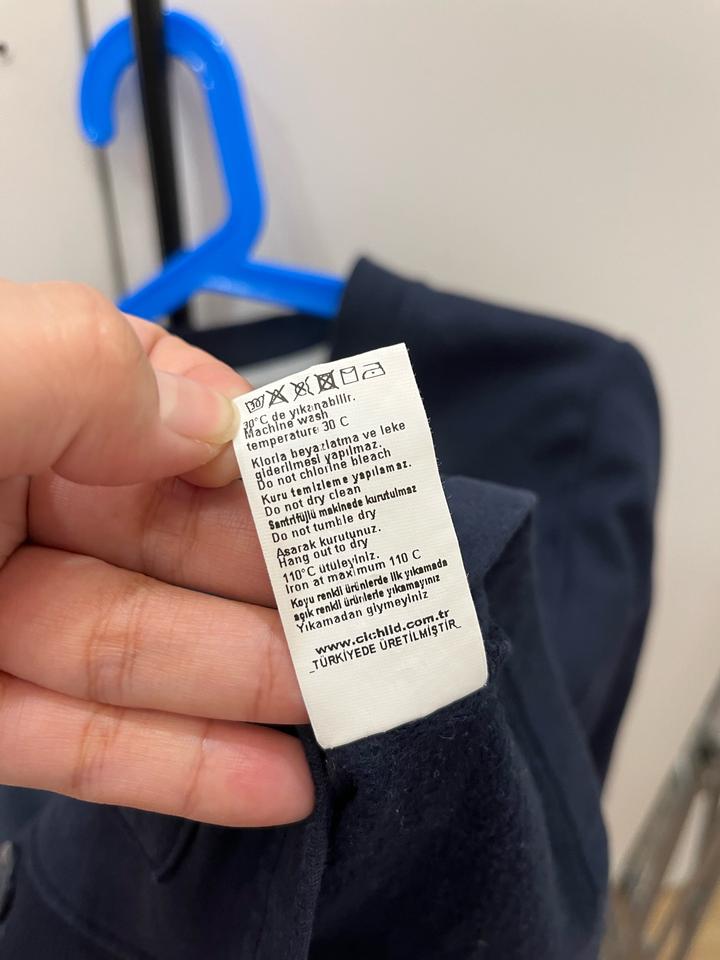 30°C de yıkanabilir.
Machine wash
temperature 30 C
Klorla beyazlatma ve leke
giderilmesi yapılmaz.
Do not chlorine bleach
Kuru temizleme yapılamaz.
Do not dry clean
Santrifüjlü makinede kurutulmaz
Do not tumble dry
Asarak kurutunuz.
Hang out to dry
110°C ütüleyiniz.
Iron at maximum 110 C
Koyu renkli ürünlerde ilk yıkamada
açık renkli ürünlerle yıkamayınız
Yıkamadan giymeyiniz
www.cichild.com.tr
TÜRKİYEDE ÜRETİLMİŞTİR